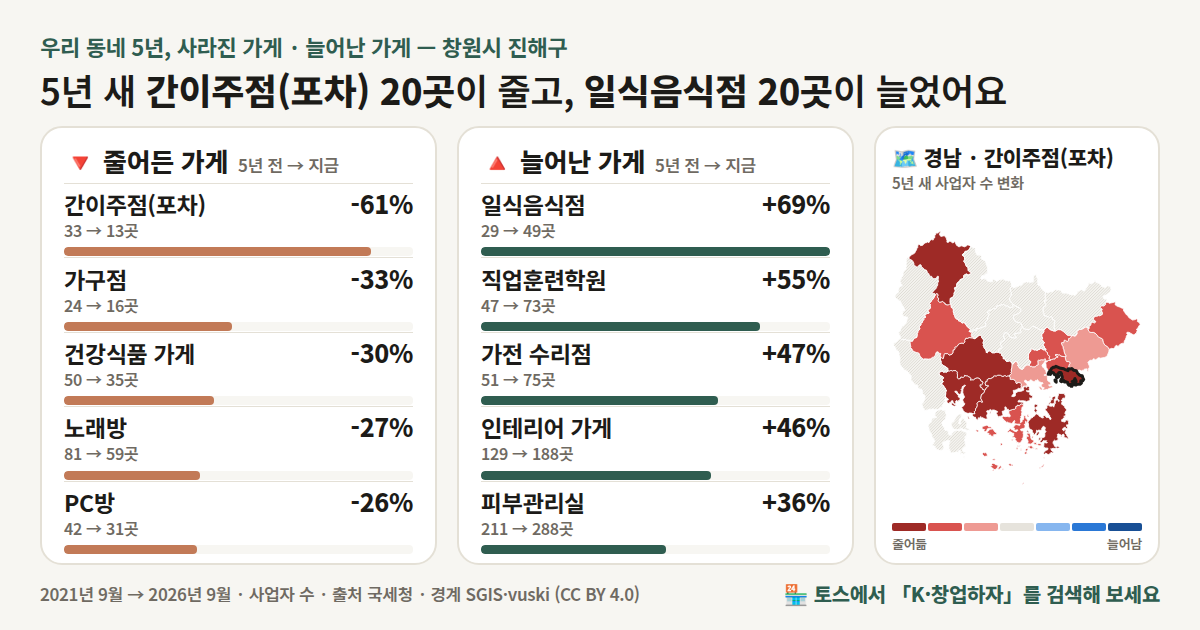 우리 동네 5년, 사라진 가게 · 늘어난 가게 — 창원시 진해구
5년 새 간이주점(포차) 20곳이 줄고, 일식음식점 20곳이 늘었어요
줄어든 가게 5년 전 → 지금
간이주점(포차) -61%
33 → 13곳
가구점 -33%
24 → 16곳
건강식품 가게 -30%
50 → 35곳
노래방 -27%
81 → 59곳
PC방 -26%
42 → 31곳
늘어난 가게 5년 전 → 지금
일식음식점 +69%
29 → 49곳
직업훈련학원 +55%
47 → 73곳
가전 수리점 +47%
51 → 75곳
인테리어 가게 +46%
129 → 188곳
피부관리실 +36%
211 → 288곳
경남 · 간이주점(포차)
5년 새 사업자 수 변화
줄어듦 늘어남
2021년 9월 → 2026년 9월 · 사업자 수 · 출처 국세청 · 경계 SGIS·vuski (CC BY 4.0)
토스에서 「K·창업하자」를 검색해 보세요